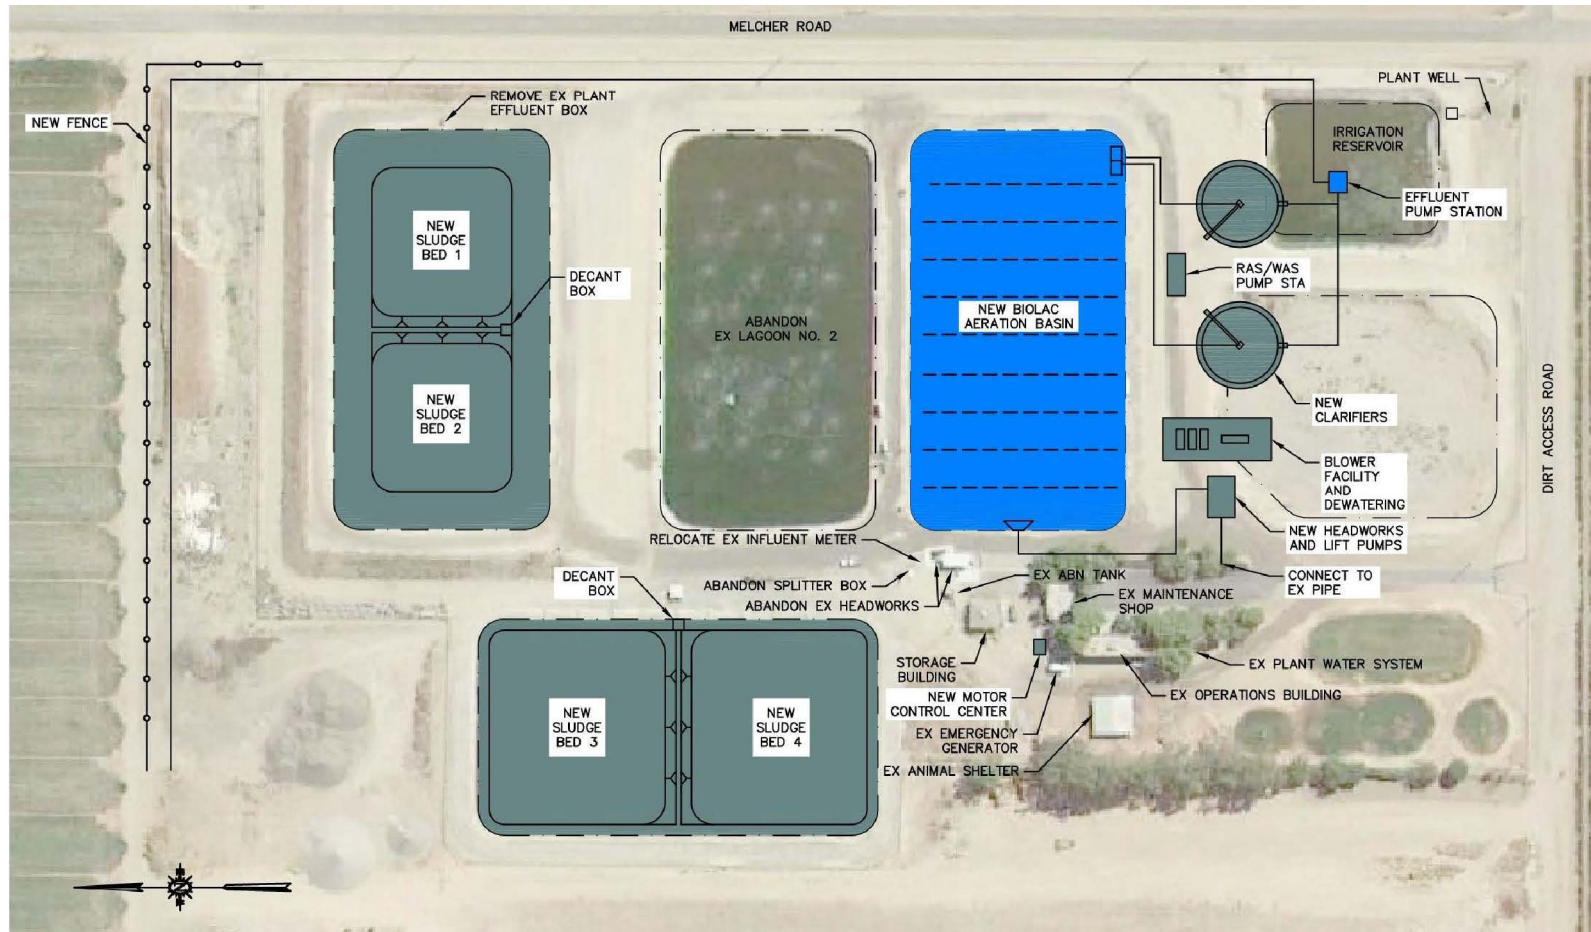 MELCHER ROAD
PLANT WELL
REMOVE EX PLANT
EFFLUENT BOX
NEW FENCE
IRRIGATION
RESERVOIR
EFFLUENT
PUMP STATION
NEW
SLUDGE
BED 1
DECANT
BOX
RAS/WAS
PUMP STA
ABANDON
EX LAGOON NO. 2
NEW BIOLAC
AERATION BASIN
NEW
SLUDGE
BED 2
NEW
CLARIFIERS
DIRT ACCESS ROAD
BLOWER
FACILITY
AND
DEWATERING
RELOCATE EX INFLUENT METER
NEW HEADWORKS
AND LIFT PUMPS
DECANT
BOX
ABANDON SPLITTER BOX
EX ABN TANK
CONNECT TO
EX PIPE
ABANDON EX HEADWORKS
EX MAINTENANCE
SHOP
STORAGE
BUILDING
EX PLANT WATER SYSTEM
NEW MOTOR
CONTROL CENTER
EX OPERATIONS BUILDING
NEW
SLUDGE
BED 3
NEW
SLUDGE
BED 4
EX EMERGENCY
GENERATOR
EX ANIMAL SHELTER
N